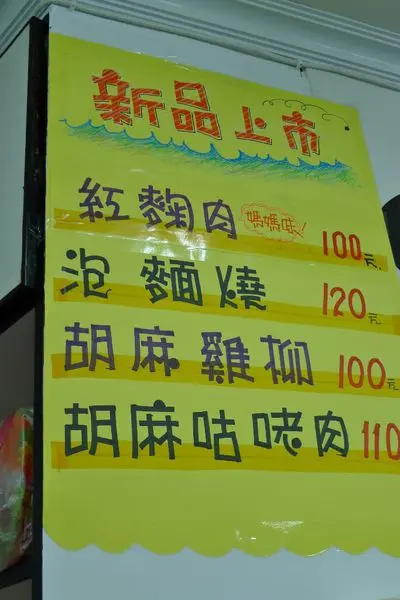 新品上市
紅麴肉 媽媽味! 100元
泡麵燒 120元
胡麻雞柳 100元
胡麻咕咾肉 110